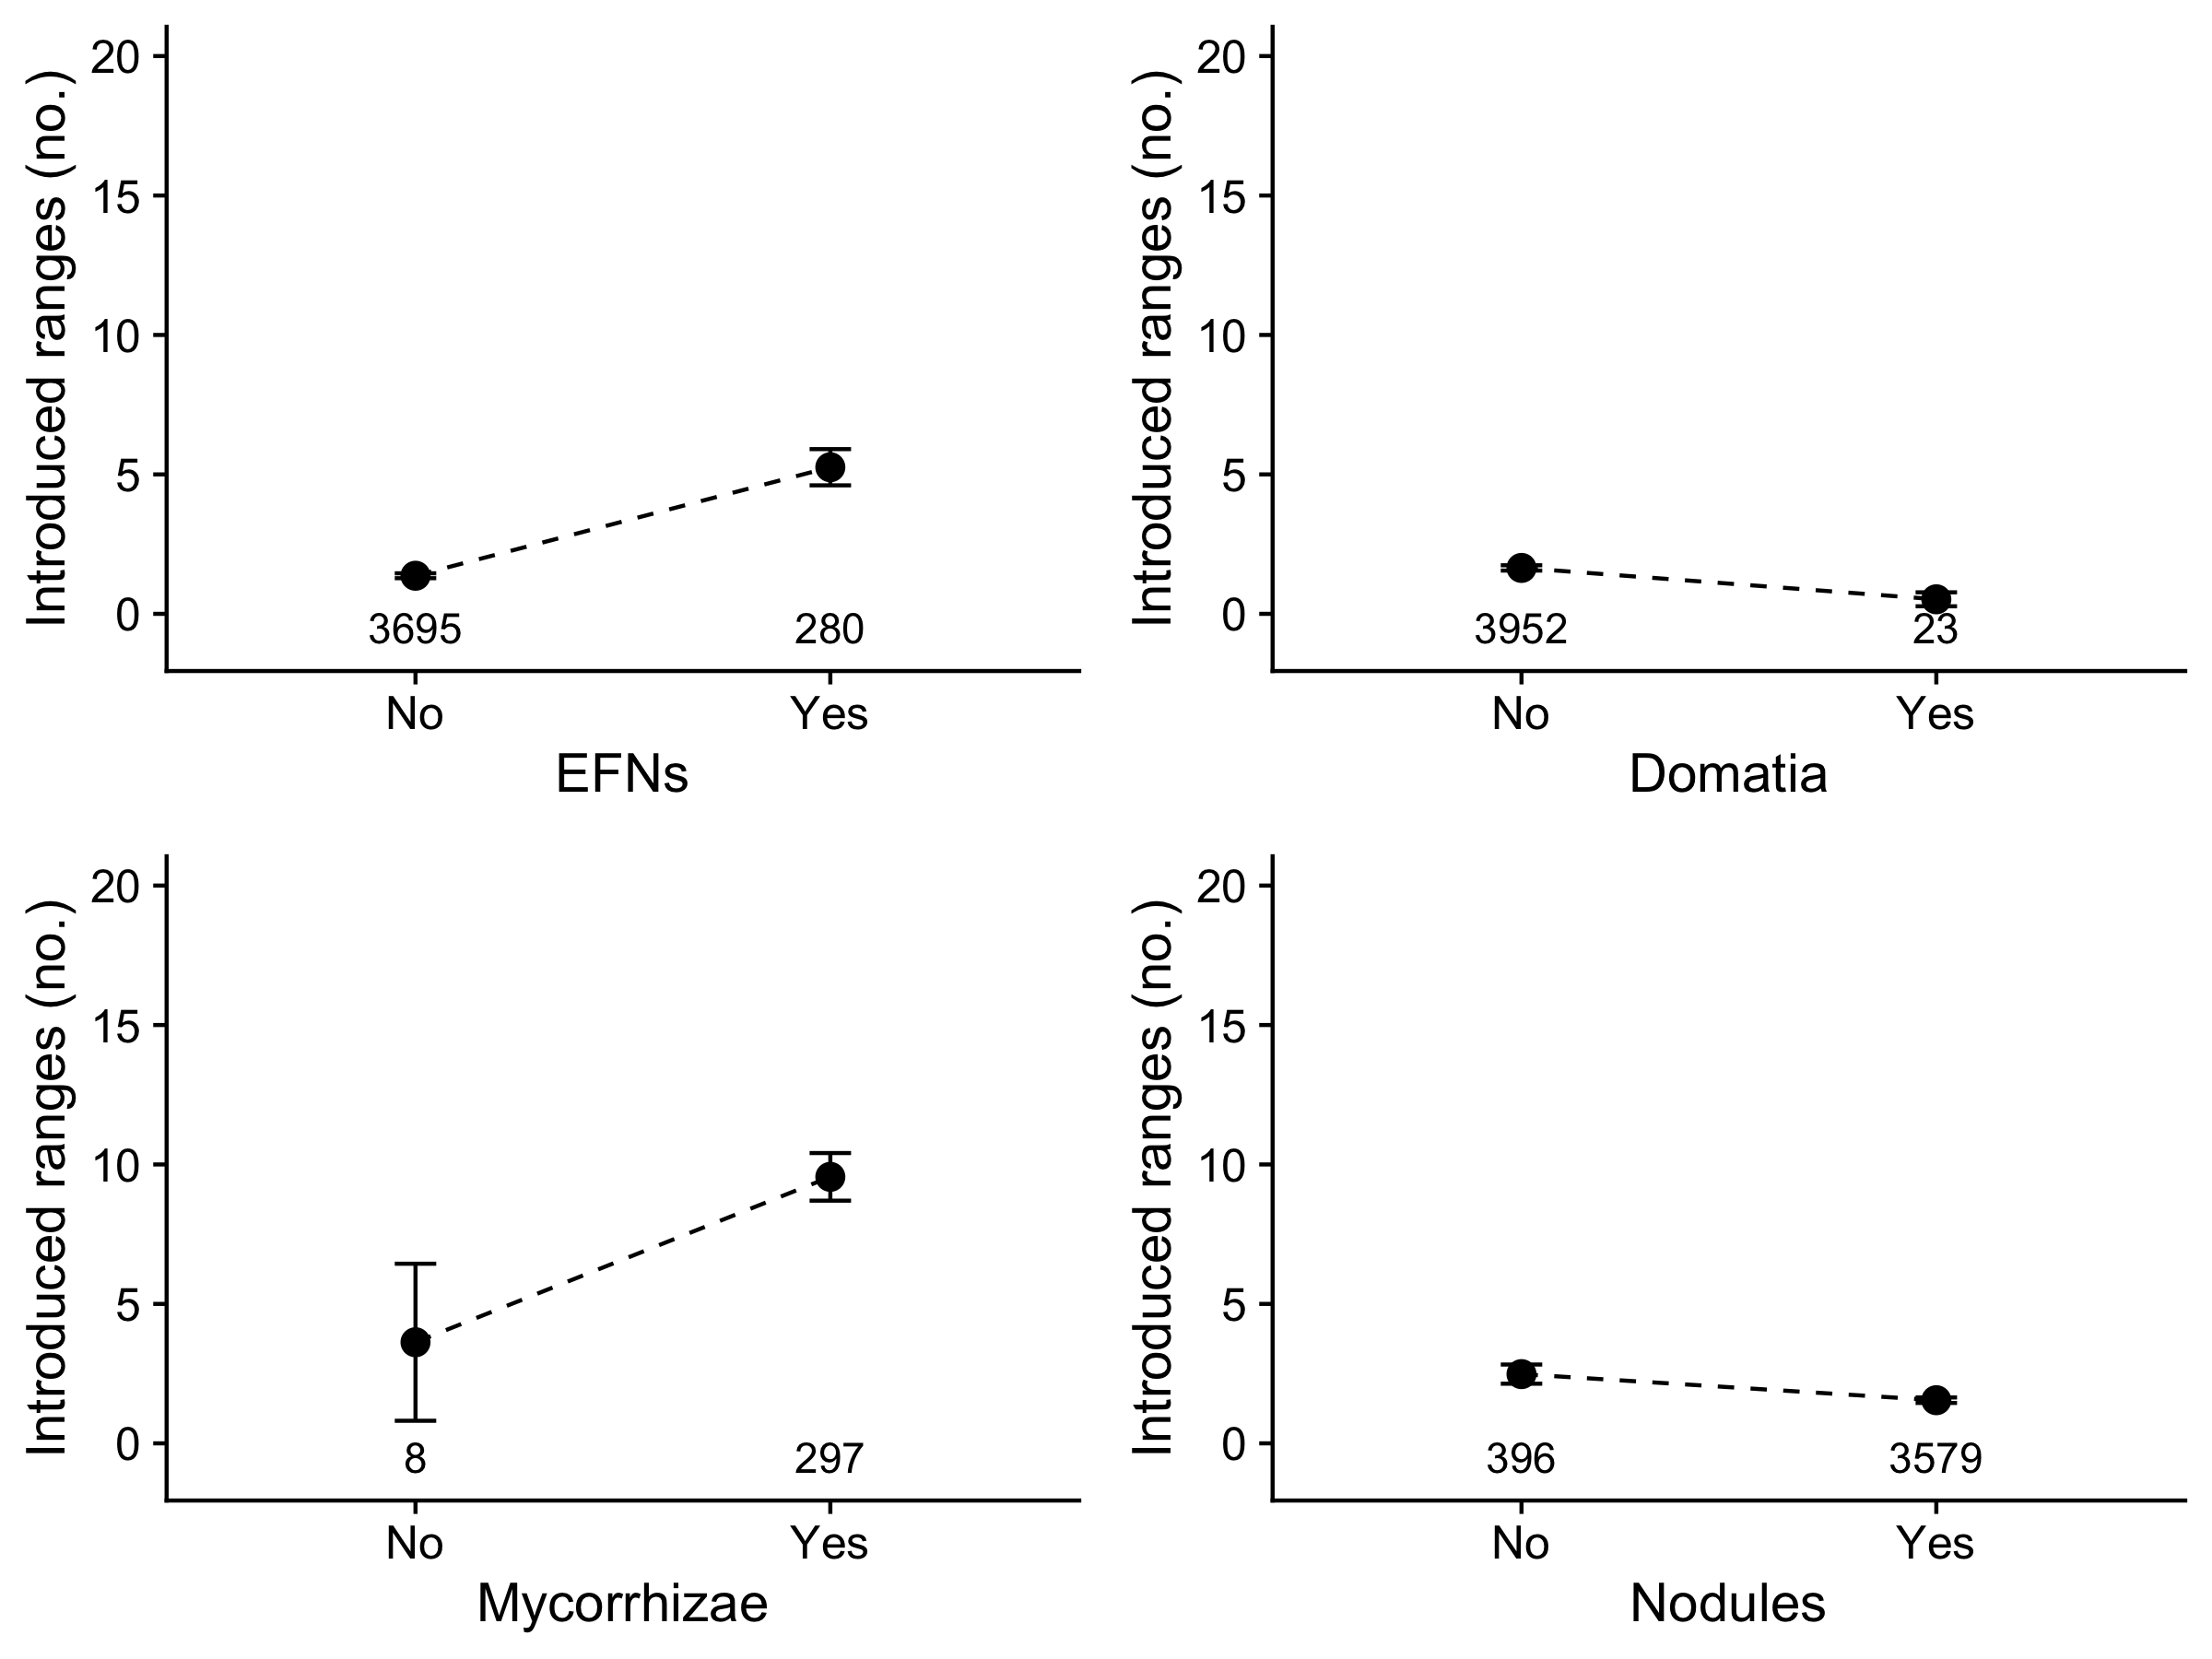 Introduced ranges (no.)
20
15
10
5
0
3695 280
No Yes
EFNs
Introduced ranges (no.)
20
15
10
5
0
3952 23
No Yes
Domatia
Introduced ranges (no.)
20
15
10
5
0
8 297
No Yes
Mycorrhizae
Introduced ranges (no.)
20
15
10
5
0
396 3579
No Yes
Nodules